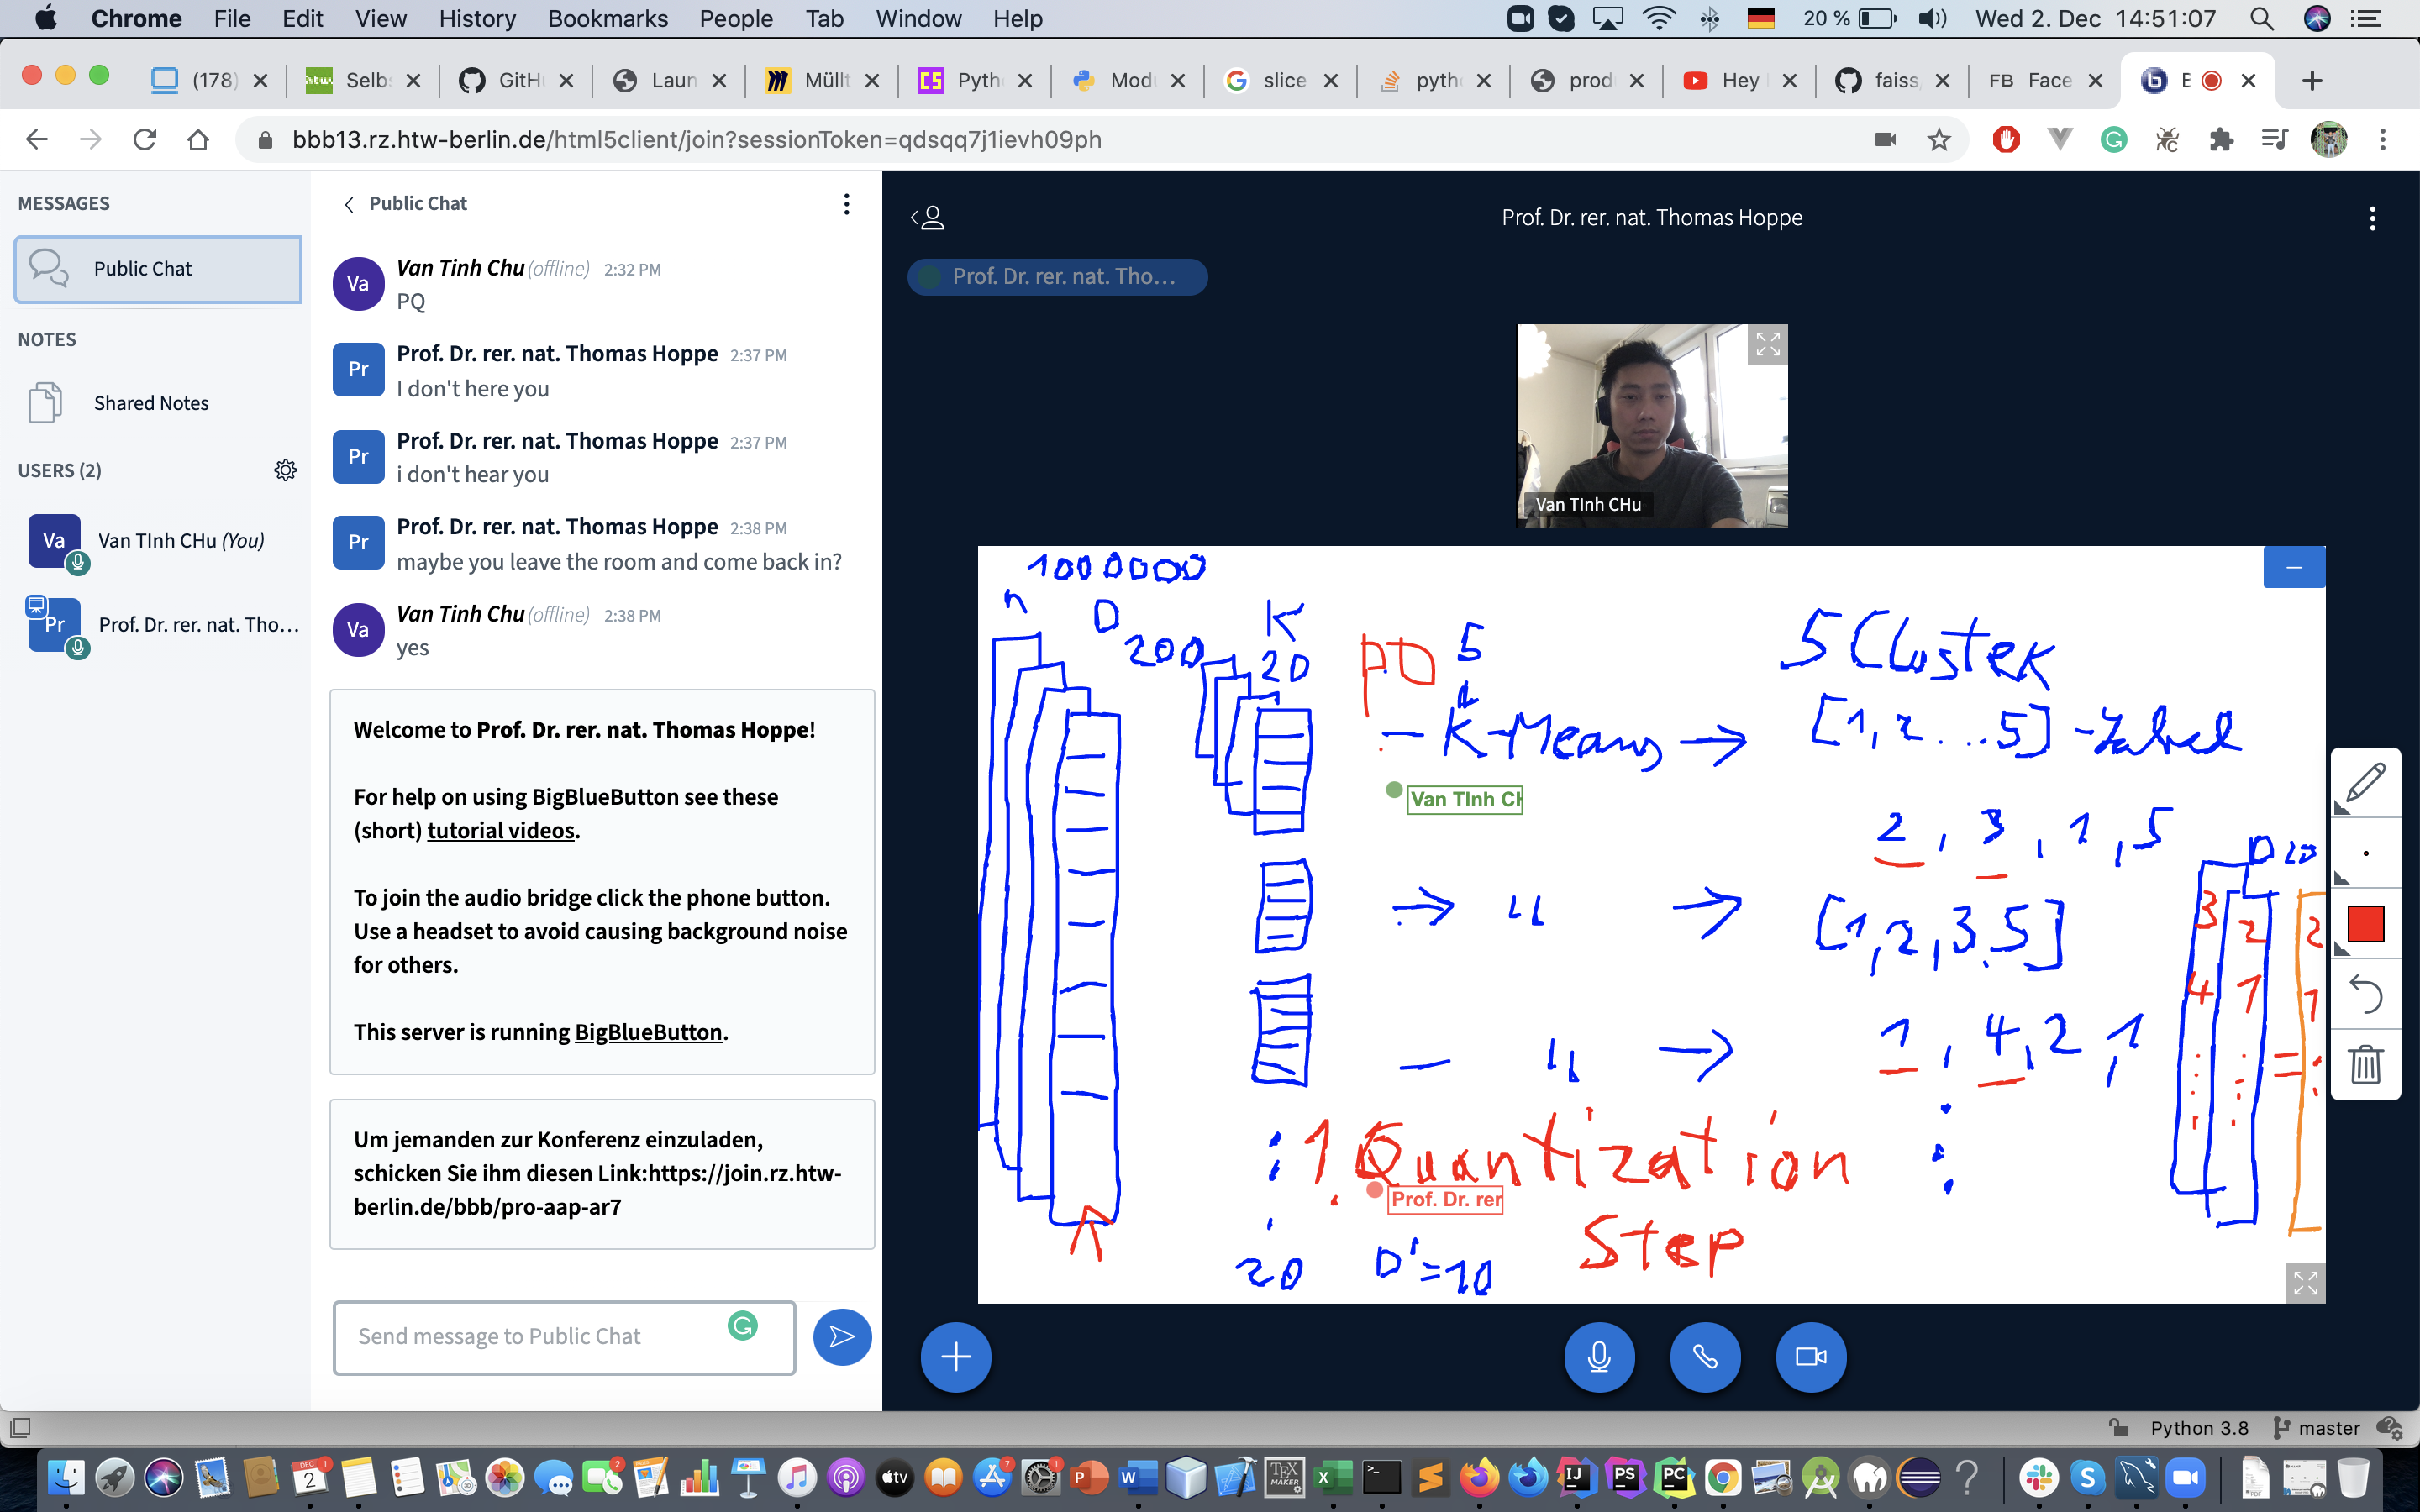 Chrome File Edit View History Bookmarks People Tab Window Help 20 % Wed 2. Dec 14:51:07
(178) Selb GitH Laun Müllt Pyth Mod slice pyth prod Hey faiss FB Face E
bbb13.rz.htw-berlin.de/html5client/join?sessionToken=qdsqq7j1ievh09ph
MESSAGES
Public Chat
NOTES
Shared Notes
USERS (2)
Va Van TInh CHu (You)
Pr Prof. Dr. rer. nat. Tho...
Public Chat
Va Van Tinh Chu (offline) 2:32 PM
PQ
Pr Prof. Dr. rer. nat. Thomas Hoppe 2:37 PM
I don't here you
Pr Prof. Dr. rer. nat. Thomas Hoppe 2:37 PM
i don't hear you
Pr Prof. Dr. rer. nat. Thomas Hoppe 2:38 PM
maybe you leave the room and come back in?
Va Van Tinh Chu (offline) 2:38 PM
yes
Welcome to Prof. Dr. rer. nat. Thomas Hoppe!
For help on using BigBlueButton see these
(short) tutorial videos.
To join the audio bridge click the phone button.
Use a headset to avoid causing background noise
for others.
This server is running BigBlueButton.
Um jemanden zur Konferenz einzuladen,
schicken Sie ihm diesen Link:https://join.rz.htw-
berlin.de/bbb/pro-aap-ar7
Send message to Public Chat
Prof. Dr. rer. nat. Thomas Hoppe
Prof. Dr. rer. nat. Tho...
Van TInh CHu
1000000
n D K
200 20 5 5 Cluster
K-Means [1,2...5] -Label
Van TInh CH
2, 3, 1, 5
D 20
[1,2,3.5]
3 2 2
4 1 1
1, 4, 2, 1
1. Quantization
Prof. Dr. rer
Step
20 D'=10
Python 3.8 master
DEC 2 tv TEX MAKER P W X IJ PS PC